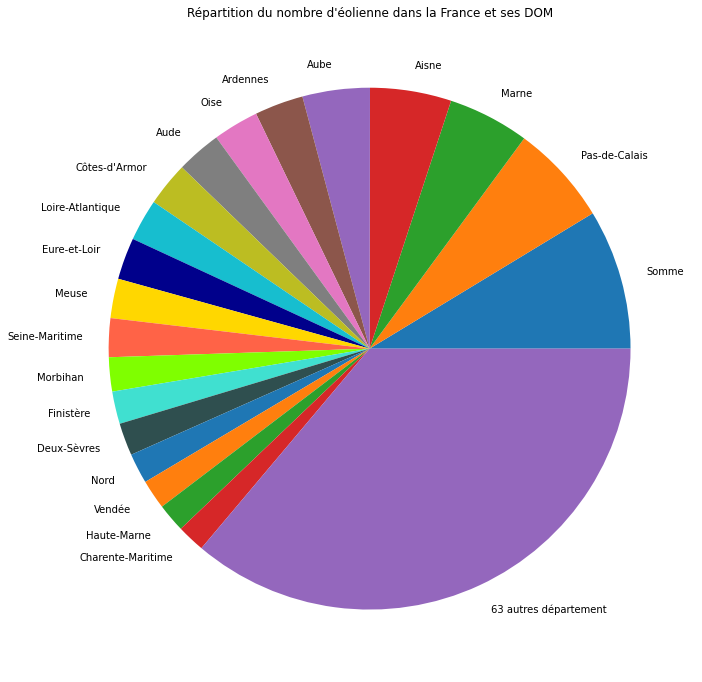 Répartition du nombre d'éolienne dans la France et ses DOM
Aube
Aisne
Ardennes
Marne
Oise
Aude
Pas-de-Calais
Côtes-d'Armor
Loire-Atlantique
Eure-et-Loir
Somme
Meuse
Seine-Maritime
Morbihan
Finistère
Deux-Sèvres
Nord
Vendée
Haute-Marne
Charente-Maritime
63 autres département